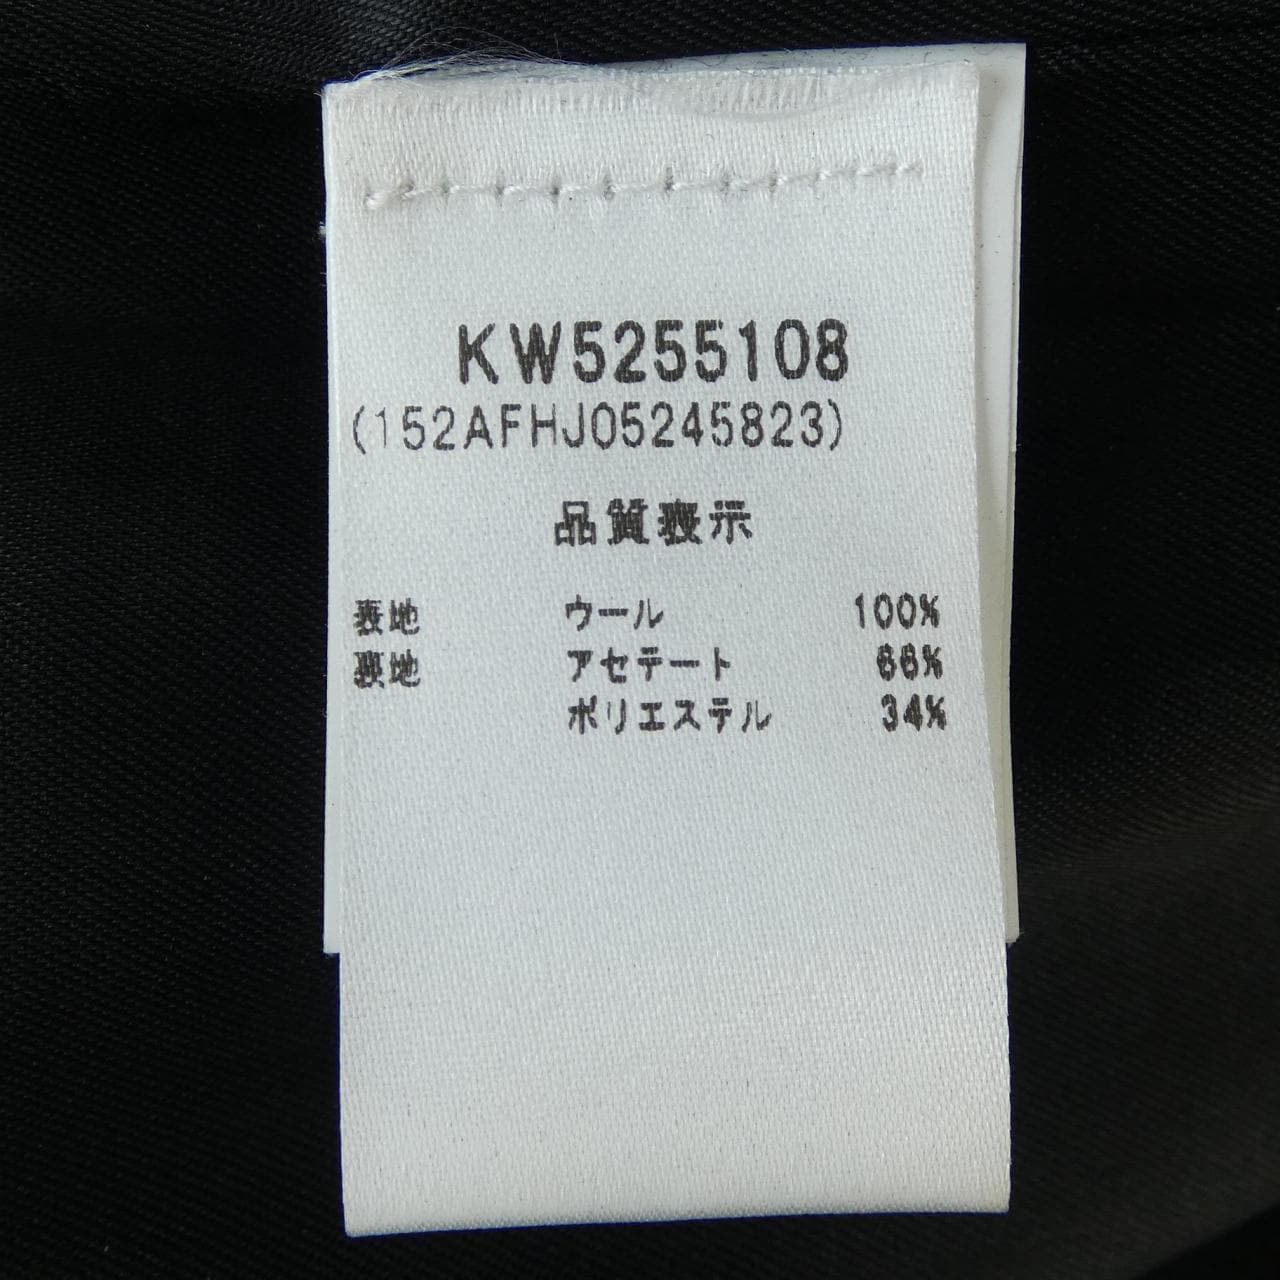 KW5255108
(152AFHJ05245823)
品質表示
表地 ウール 100%
裏地 アセテート 66%
ポリエステル 34%